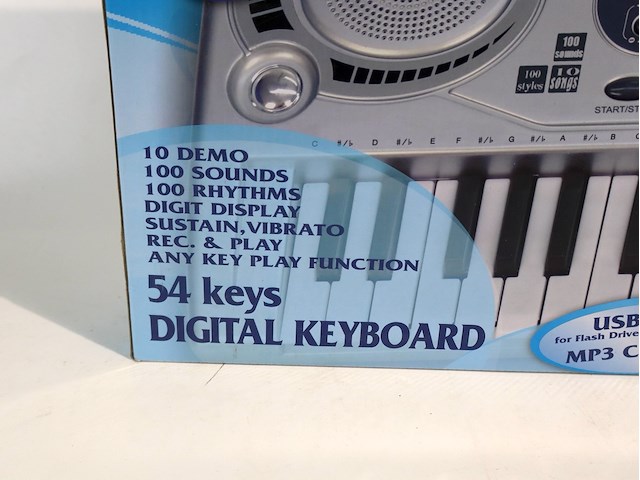 100
sounds
100
styles
10
SONGS
START/ST
C #/b D #/b E F #/b G #/b A #/b B
10 DEMO
100 SOUNDS
100 RHYTHMS
DIGIT DISPLAY
SUSTAIN,VIBRATO
REC. & PLAY
ANY KEY PLAY FUNCTION
54 keys
DIGITAL KEYBOARD
USB
for Flash Drive
MP3 C